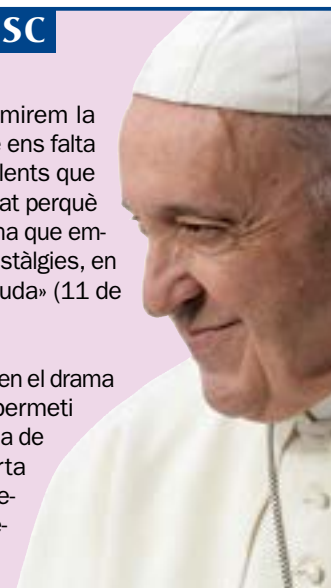 SC
mirem la
ens falta
lents que
at perquè
na que em-
stàlgies, en
uda» (11 de
en el drama
permeti
a de
rta
e-
e-